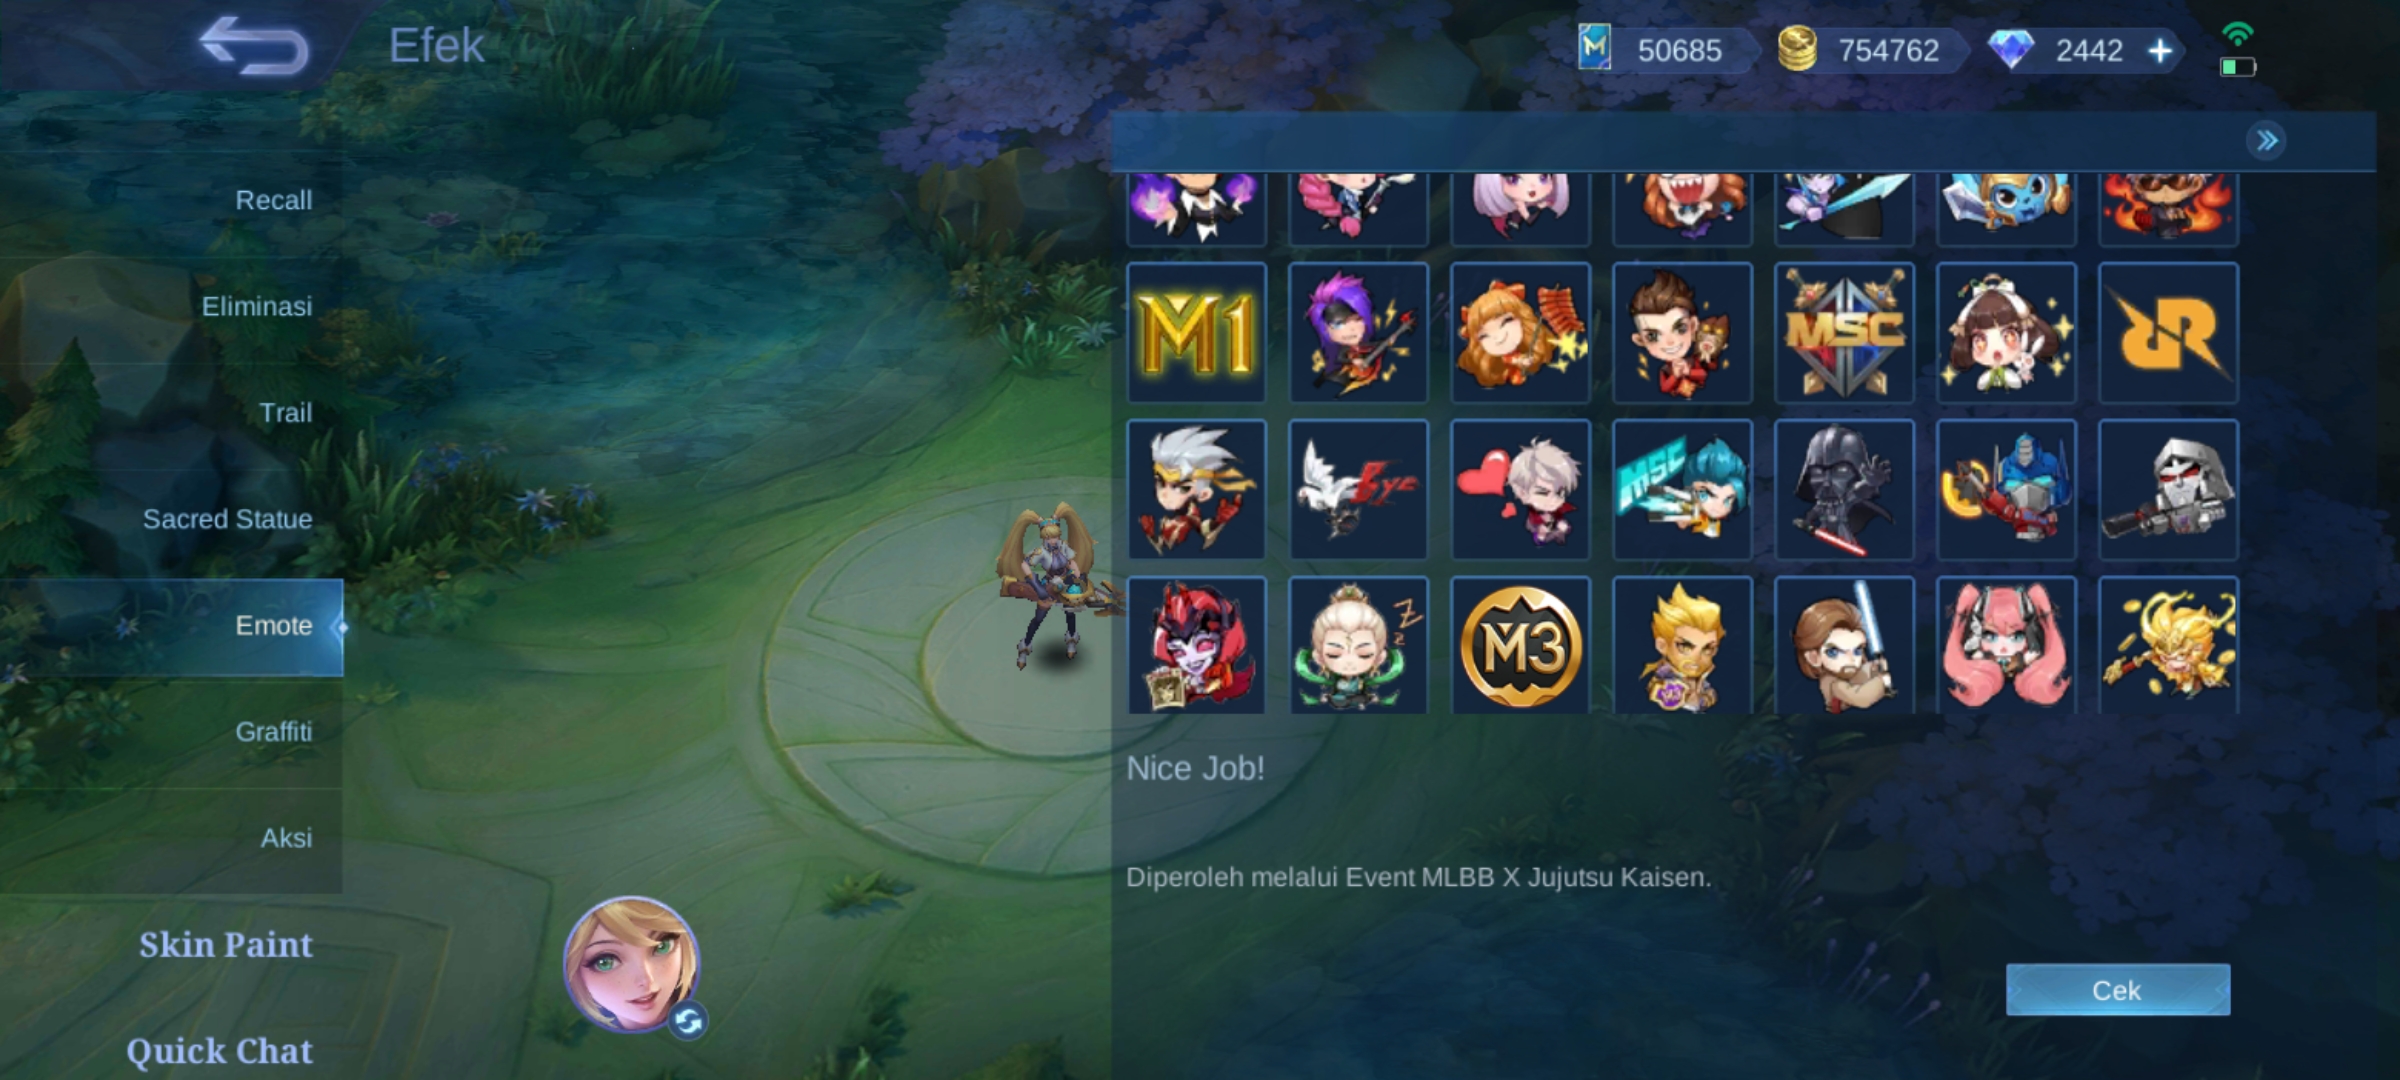 Efek
50685
754762
2442
Recall
Eliminasi
Trail
Sacred Statue
Emote
Graffiti
Aksi
Skin Paint
Quick Chat
M1
MSC
Bye
MSC
Z
z
M3
Nice Job!
Diperoleh melalui Event MLBB X Jujutsu Kaisen.
Cek